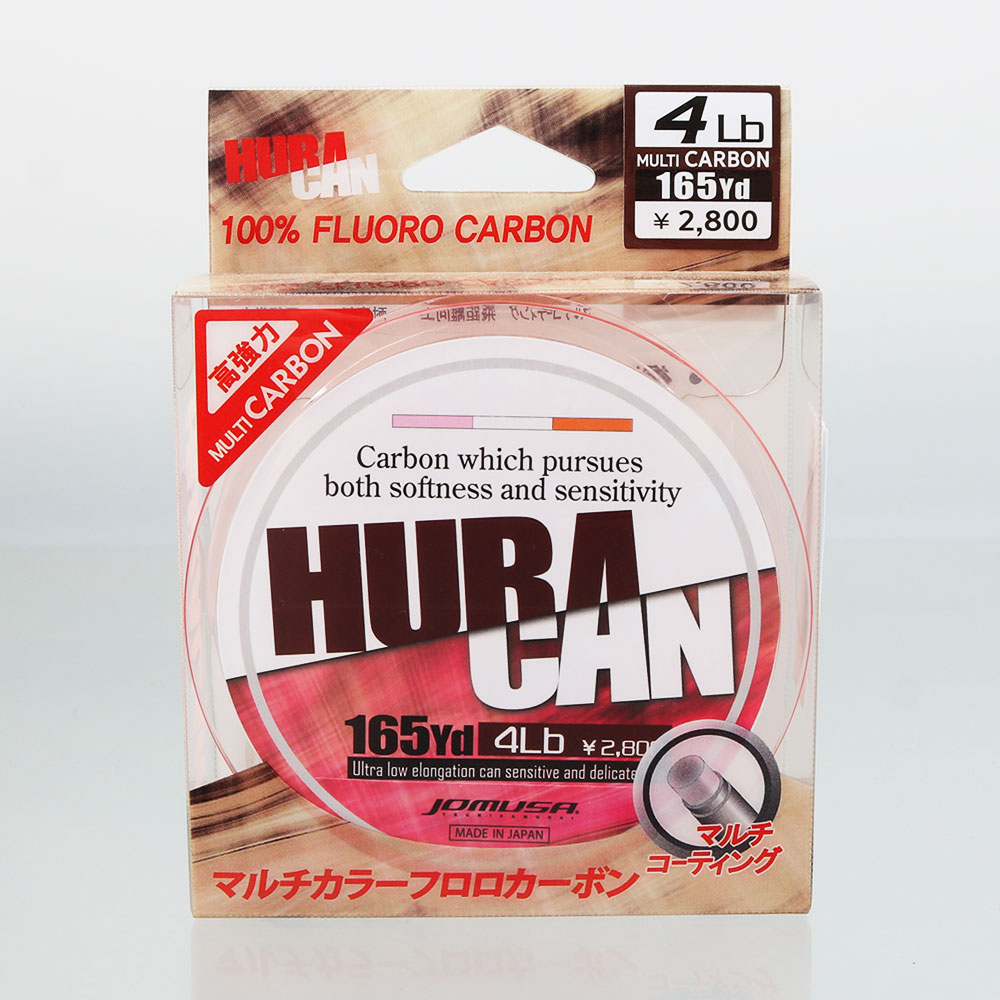 HURA
CAN
100% FLUORO CARBON
4Lb
MULTI CARBON
165Yd
¥ 2,800
高強力
MULTI CARBON
Carbon which pursues
both softness and sensitivity
HURA
CAN
165Yd 4Lb ¥2,80
Ultra low elongation can sensitive and delicate
JOMUSA
MADE IN JAPAN
マルチ
コーティング
マルチカラーフロロカーボン